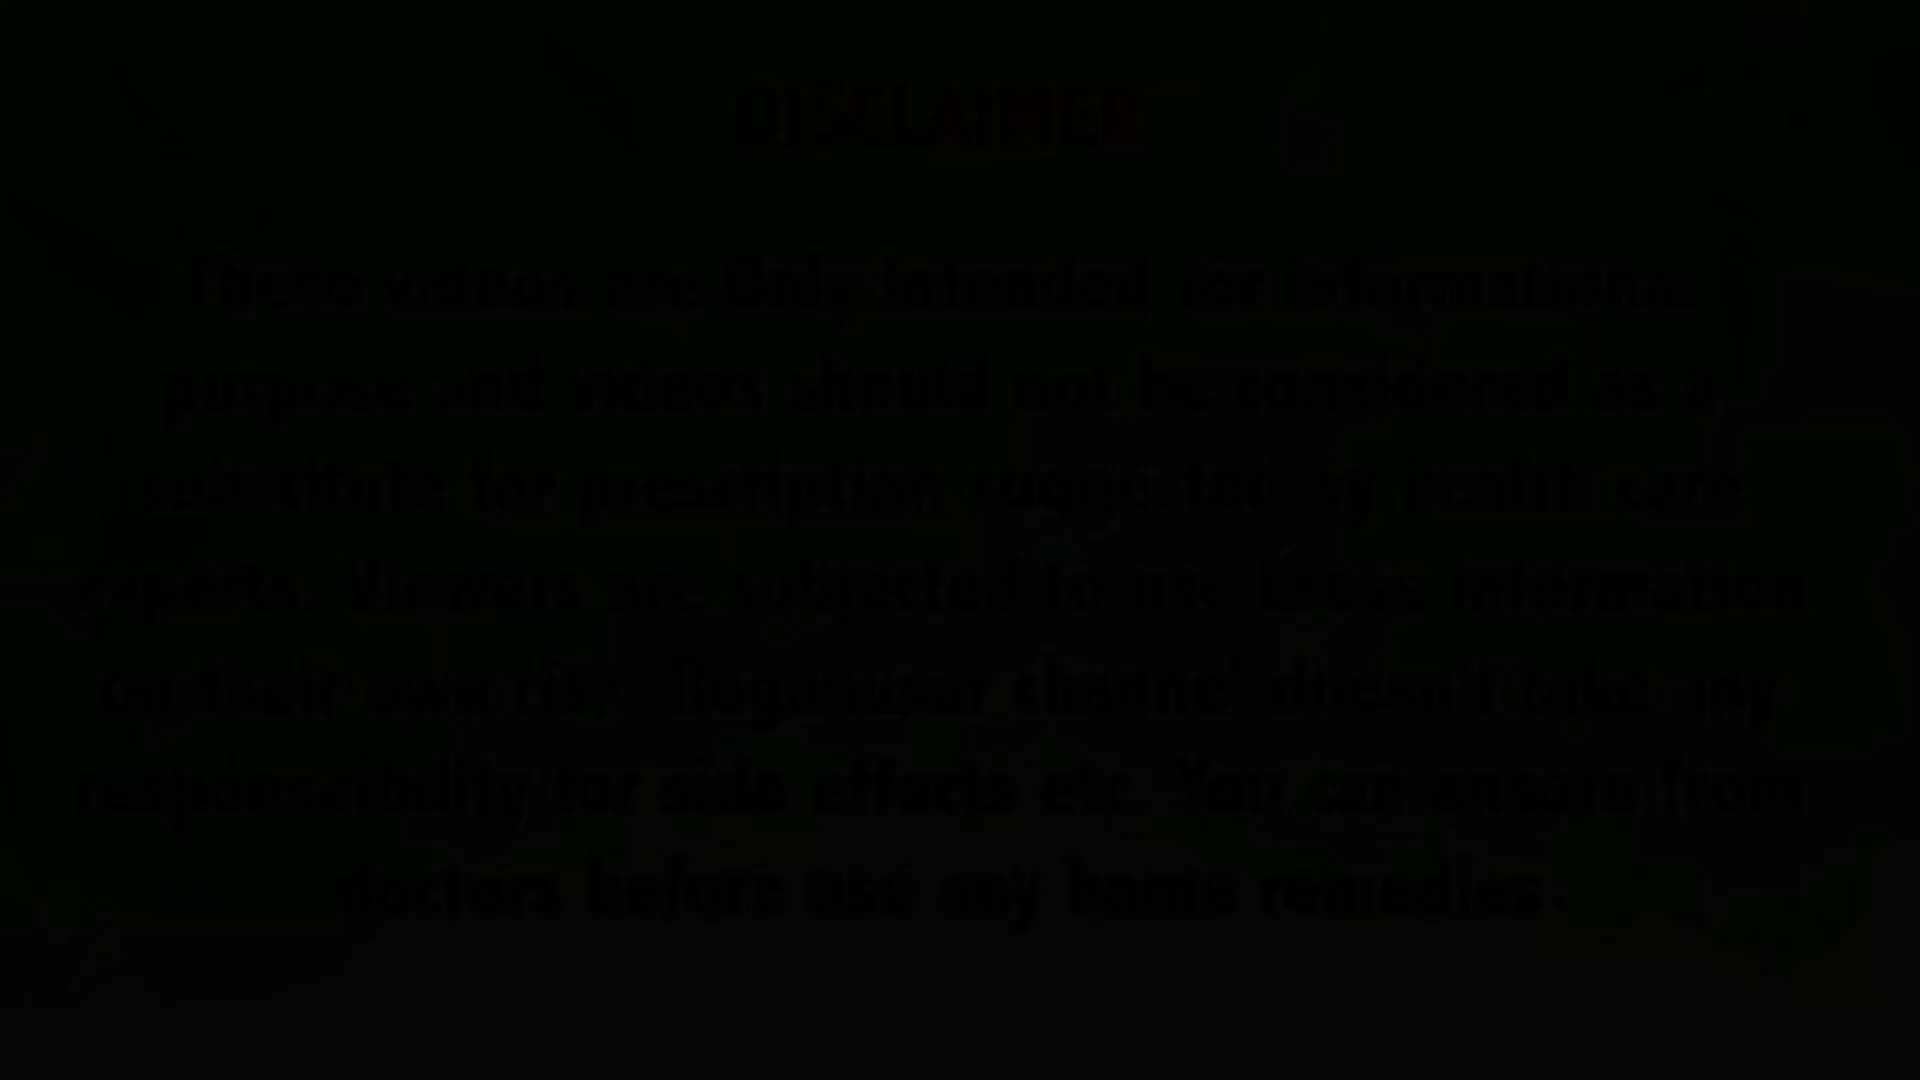 DISCLAIMER
These videos are Only intended for informational
purpose and videos should not be considered as a
substitute for prescription suggested by health care
experts. Viewers are subjected to use these information
on their own risk. channel doesn't take any
responseibility for side effects etc. You can ensure from
doctors before use any home remedies.